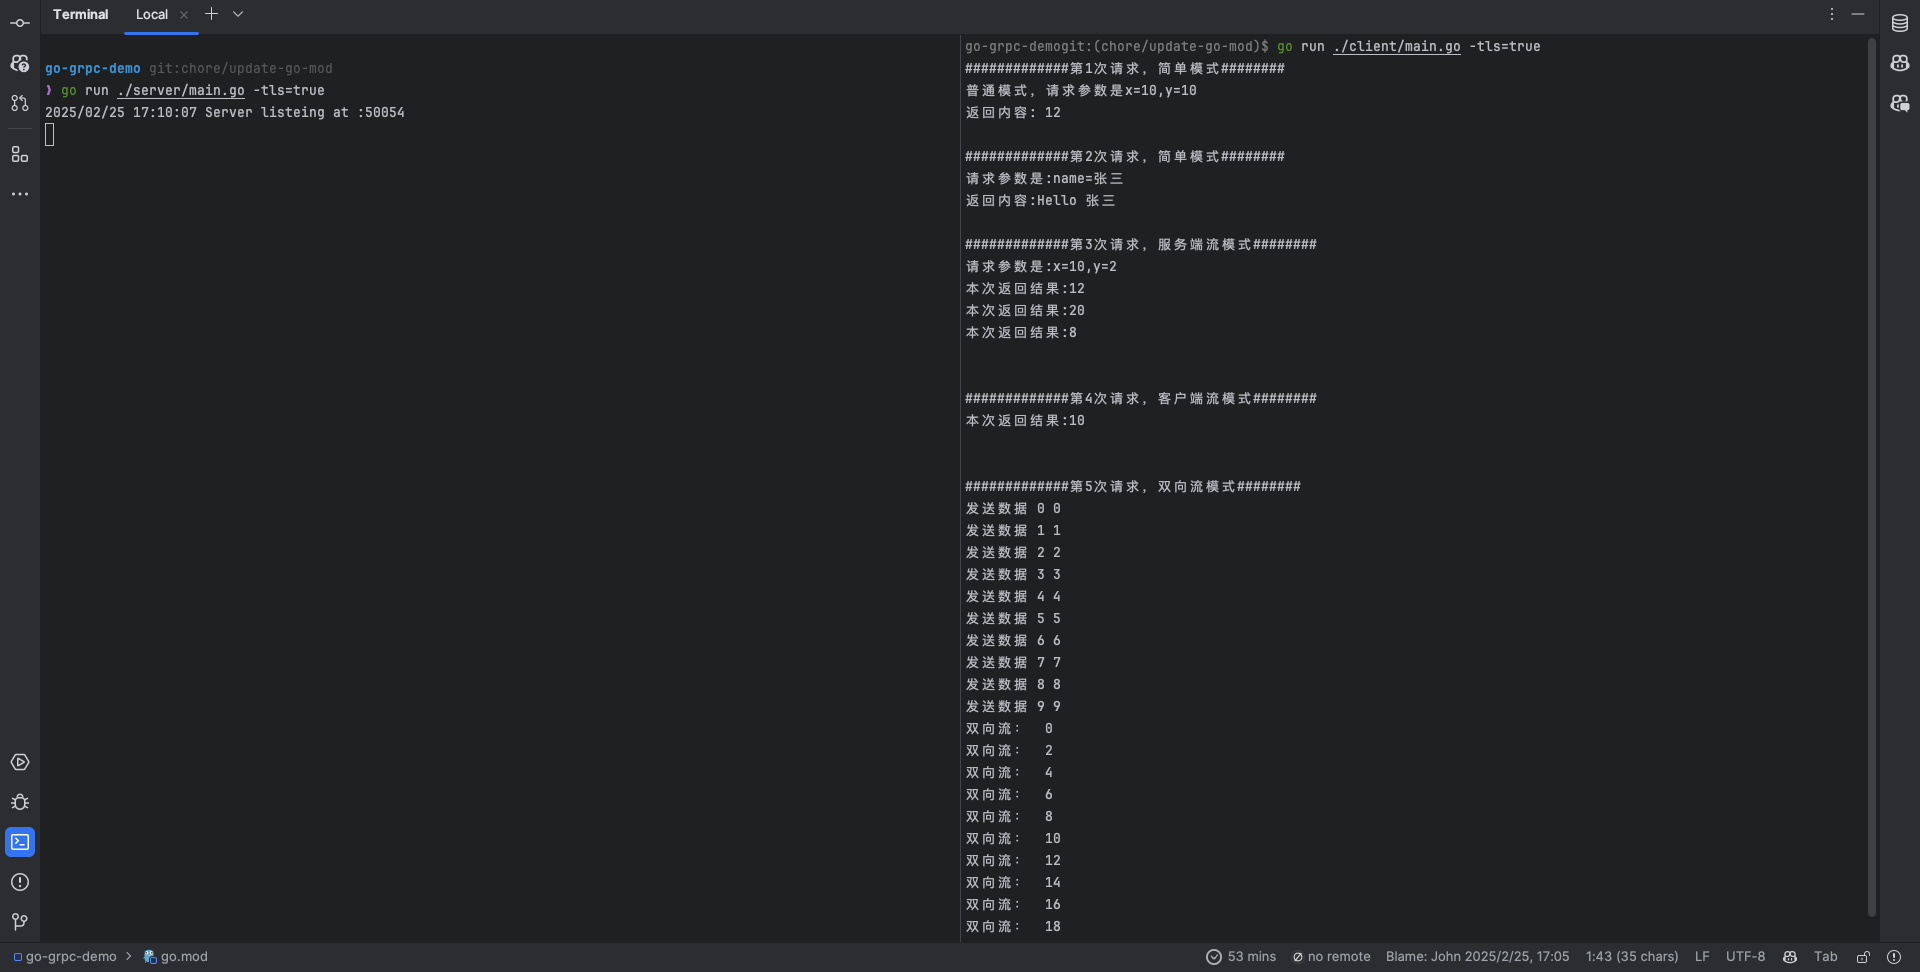 Terminal Local
go-grpc-demo git:chore/update-go-mod
❯ go run ./server/main.go -tls=true
2025/02/25 17:10:07 Server listeing at :50054
go-grpc-demogit:(chore/update-go-mod)$ go run ./client/main.go -tls=true
#############第1次请求, 简单模式########
普通模式, 请求参数是x=10,y=10
返回内容: 12
#############第2次请求, 简单模式########
请求参数是:name=张三
返回内容:Hello 张三
#############第3次请求, 服务端流模式########
请求参数是:x=10,y=2
本次返回结果:12
本次返回结果:20
本次返回结果:8
#############第4次请求, 客户端流模式########
本次返回结果:10
#############第5次请求, 双向流模式########
发送数据 0 0
发送数据 1 1
发送数据 2 2
发送数据 3 3
发送数据 4 4
发送数据 5 5
发送数据 6 6
发送数据 7 7
发送数据 8 8
发送数据 9 9
双向流: 0
双向流: 2
双向流: 4
双向流: 6
双向流: 8
双向流: 10
双向流: 12
双向流: 14
双向流: 16
双向流: 18
go-grpc-demo > go.mod 53 mins no remote Blame: John 2025/2/25, 17:05 1:43 (35 chars) LF UTF-8 Tab